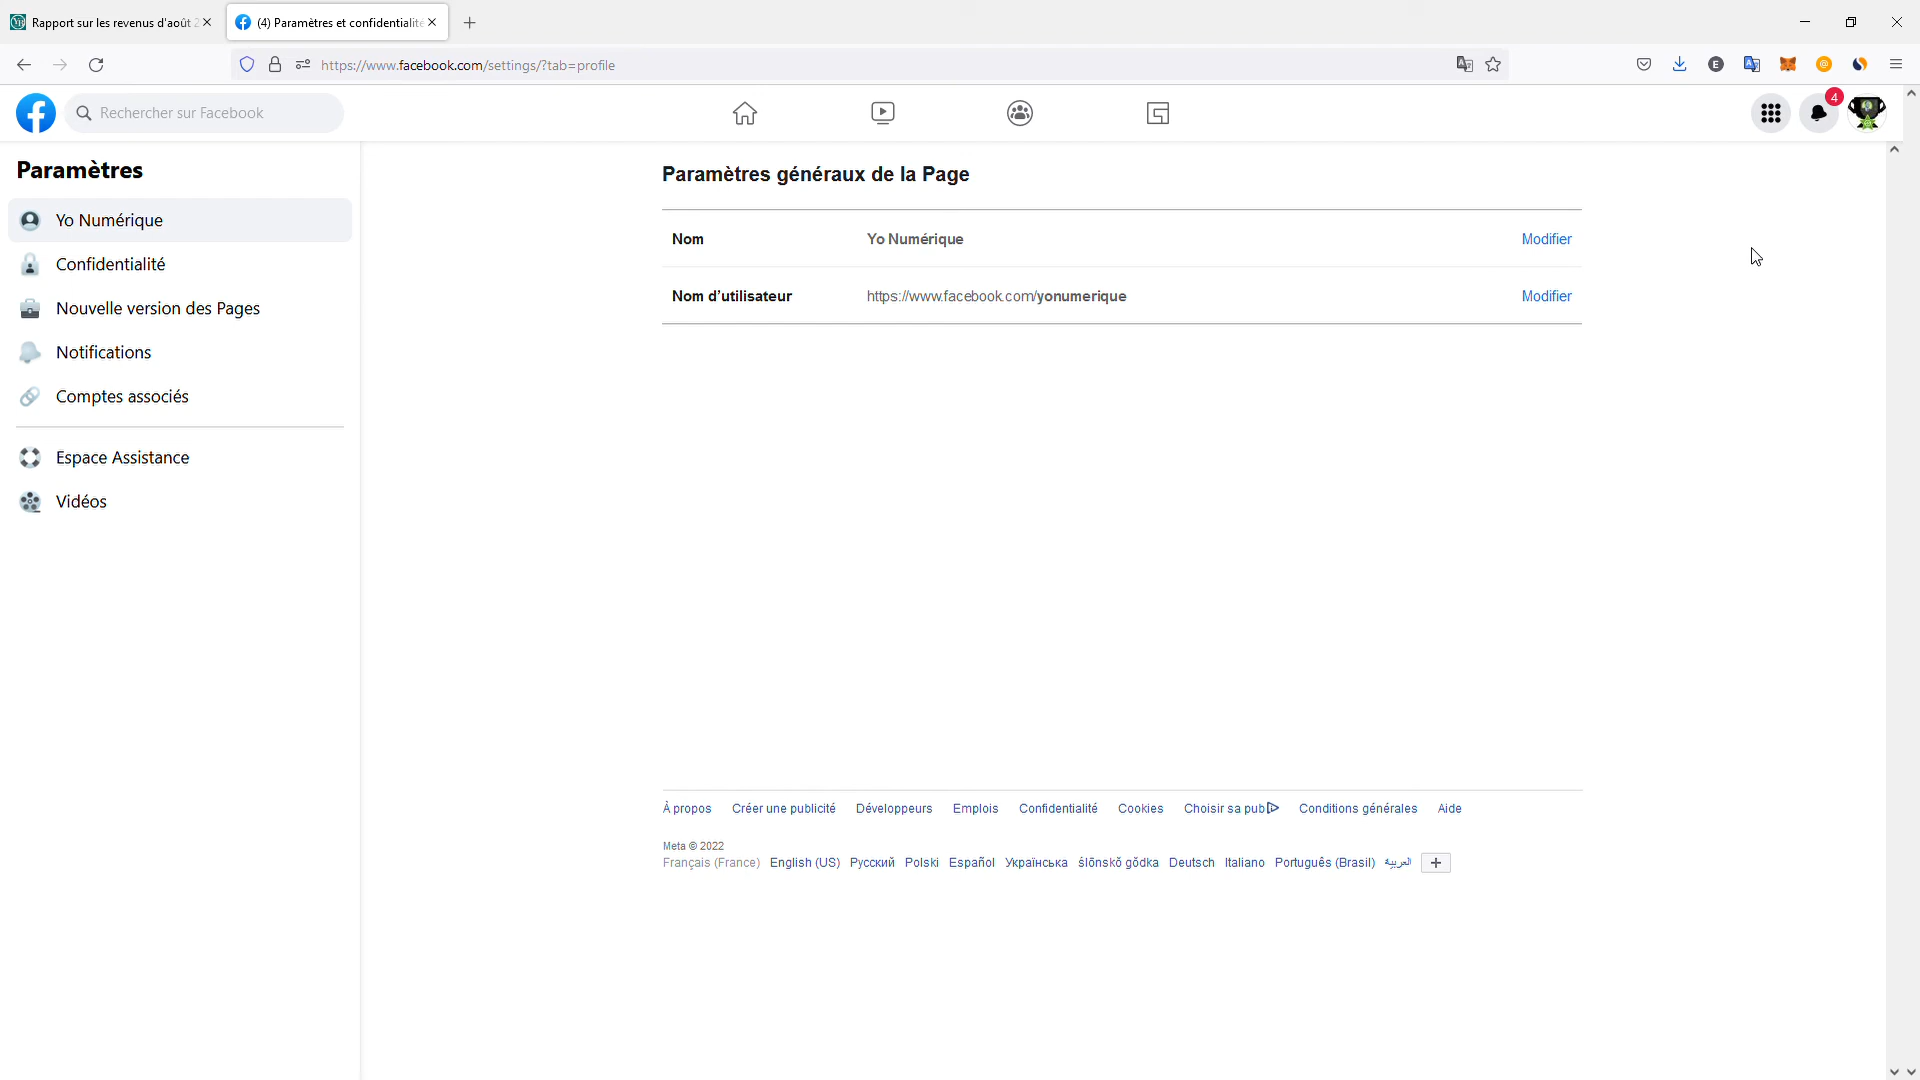 Rapport sur les revenus d'août 2
(4) Paramètres et confidentialité
https://www.facebook.com/settings/?tab=profile
E
Rechercher sur Facebook
4
Paramètres
Yo Numérique
Confidentialité
Nouvelle version des Pages
Notifications
Comptes associés
Espace Assistance
Vidéos
Paramètres généraux de la Page
Nom Yo Numérique Modifier
Nom d’utilisateur https://www.facebook.com/yonumerique Modifier
À propos Créer une publicité Développeurs Emplois Confidentialité Cookies Choisir sa pub Conditions générales Aide
Meta © 2022
Français (France) English (US) Русский Polski Español Українська ślōnskŏ gŏdka Deutsch Italiano Português (Brasil) العربية